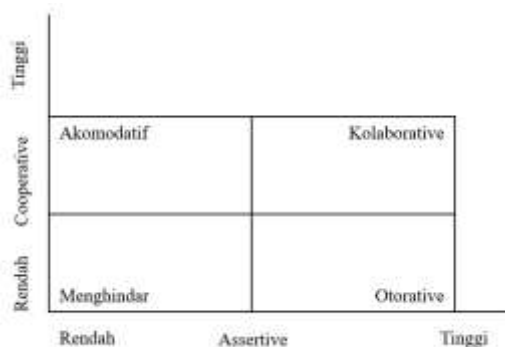 Tinggi
Akomodatif
Kolaborative
Cooperative
Rendah
Menghindar
Otorative
Rendah
Assertive
Tinggi